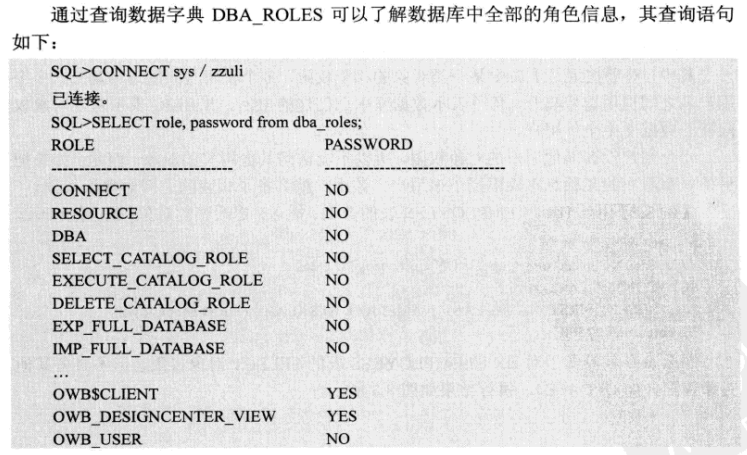 通过查询数据字典 DBA_ROLES 可以了解数据库中全部的角色信息，其查询语句
如下：
SQL>CONNECT sys / zzuli
已连接。
SQL>SELECT role, password from dba_roles;
ROLE PASSWORD
------------------------------ --------------------
CONNECT NO
RESOURCE NO
DBA NO
SELECT_CATALOG_ROLE NO
EXECUTE_CATALOG_ROLE NO
DELETE_CATALOG_ROLE NO
EXP_FULL_DATABASE NO
IMP_FULL_DATABASE NO
…
OWB$CLIENT YES
OWB_DESIGNCENTER_VIEW YES
OWB_USER NO